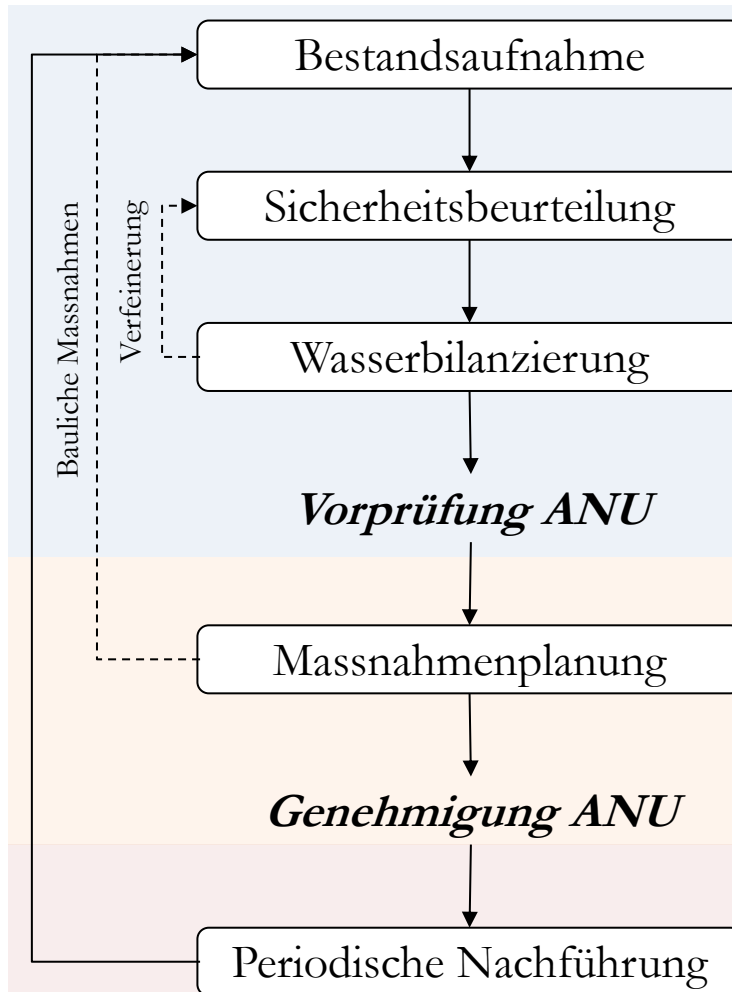 Bestandsaufnahme
Sicherheitsbeurteilung
Wasserbilanzierung
Vorprüfung ANU
Massnahmenplanung
Genehmigung ANU
Periodische Nachführung
Bauliche Massnahmen
Verfeinerung